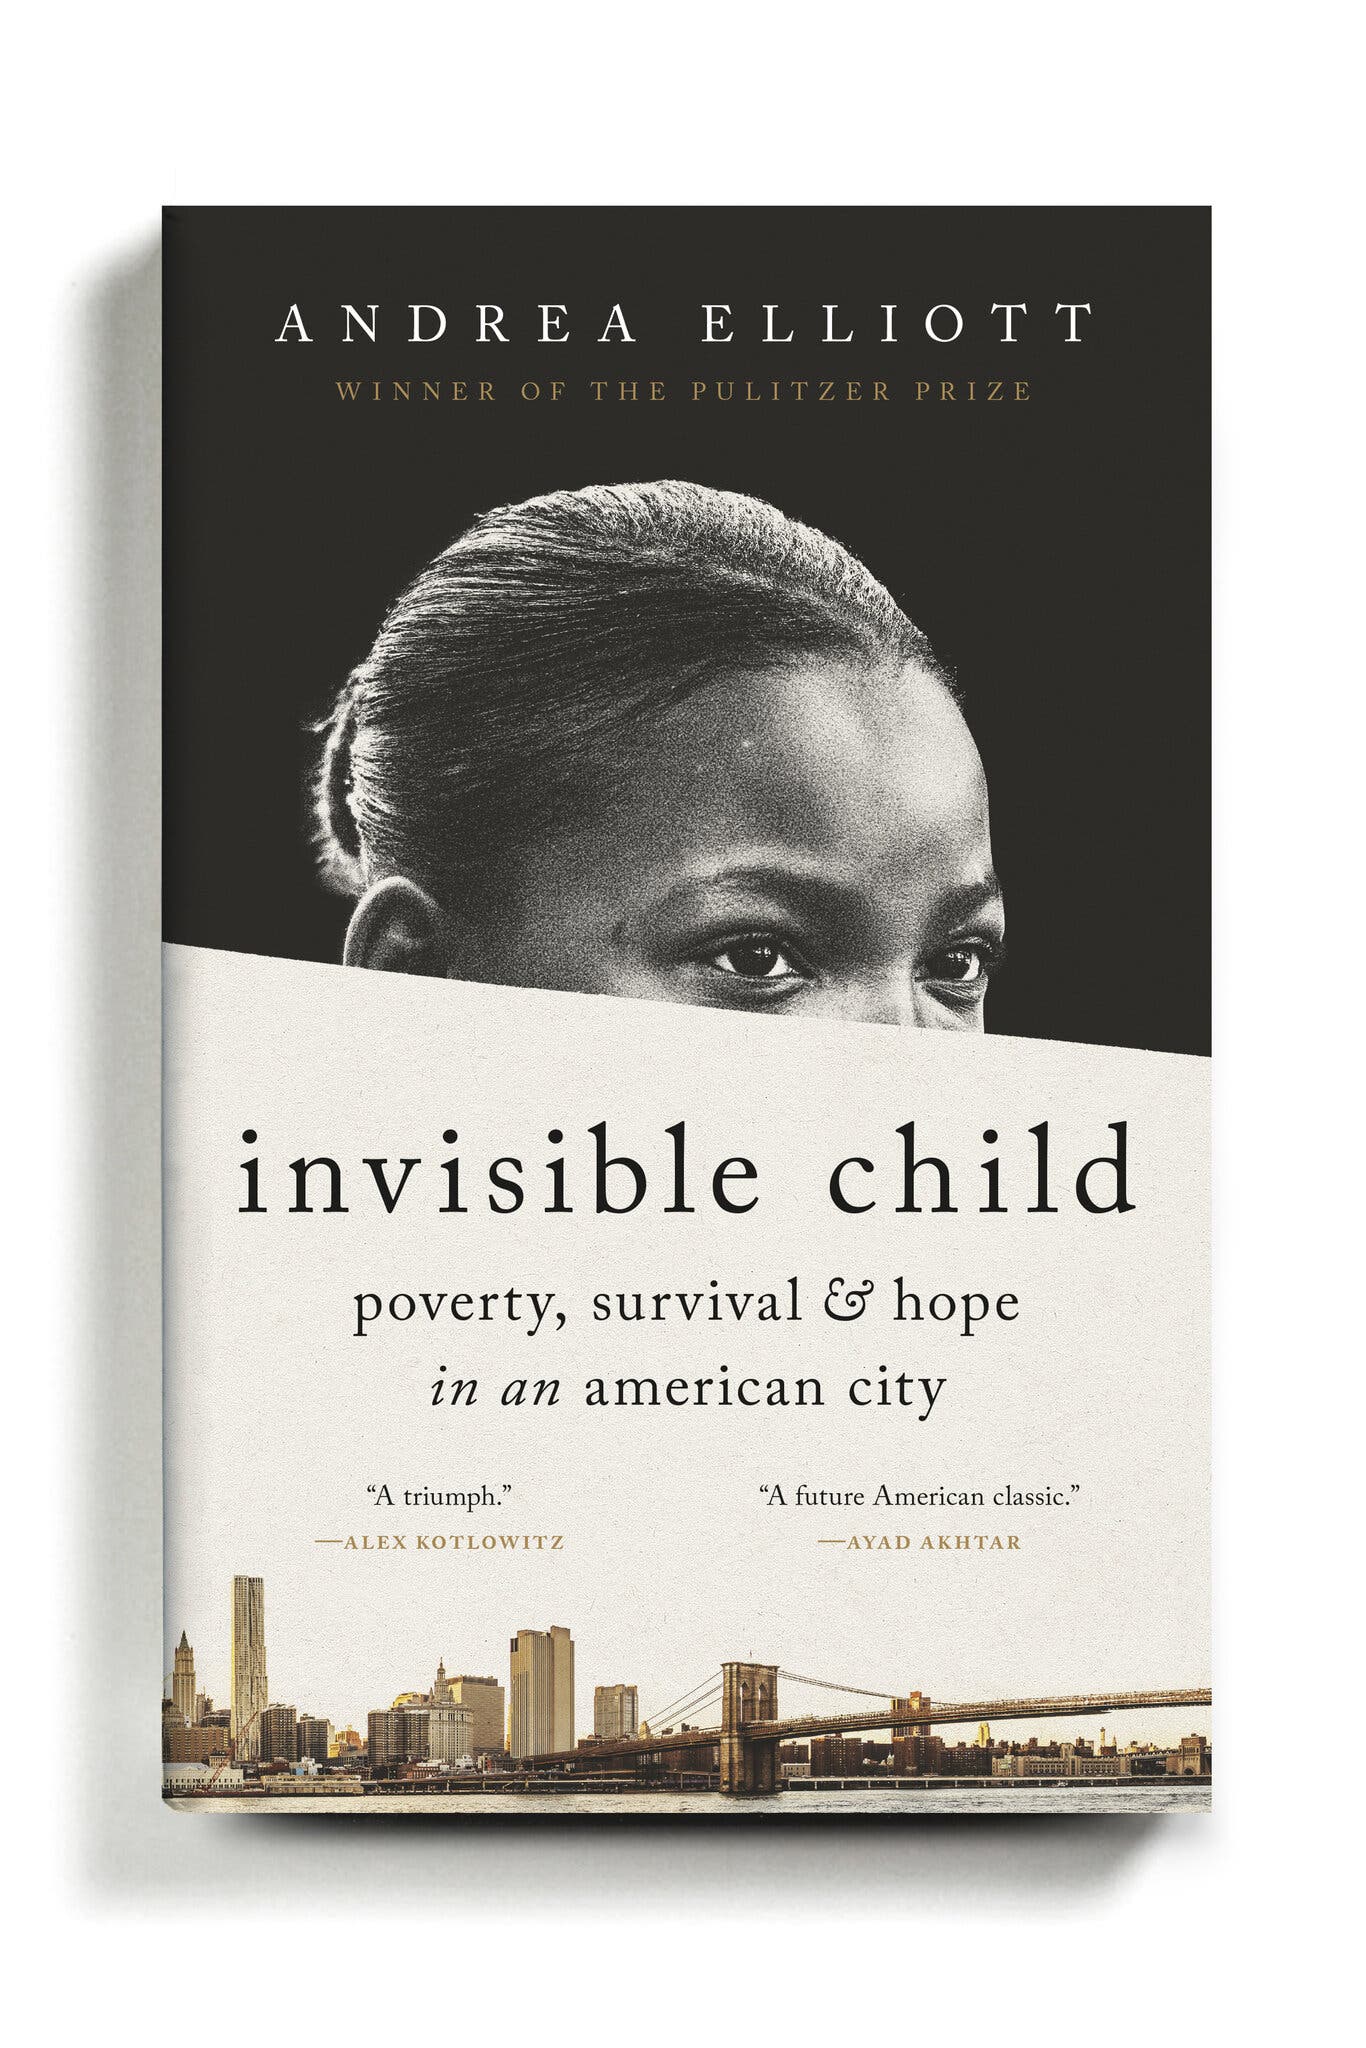 ANDREA ELLIOTT
WINNER OF THE PULITZER PRIZE
invisible child
poverty, survival & hope
in an american city
“A triumph.”
—ALEX KOTLOWITZ
“A future American classic.”
—AYAD AKHTAR